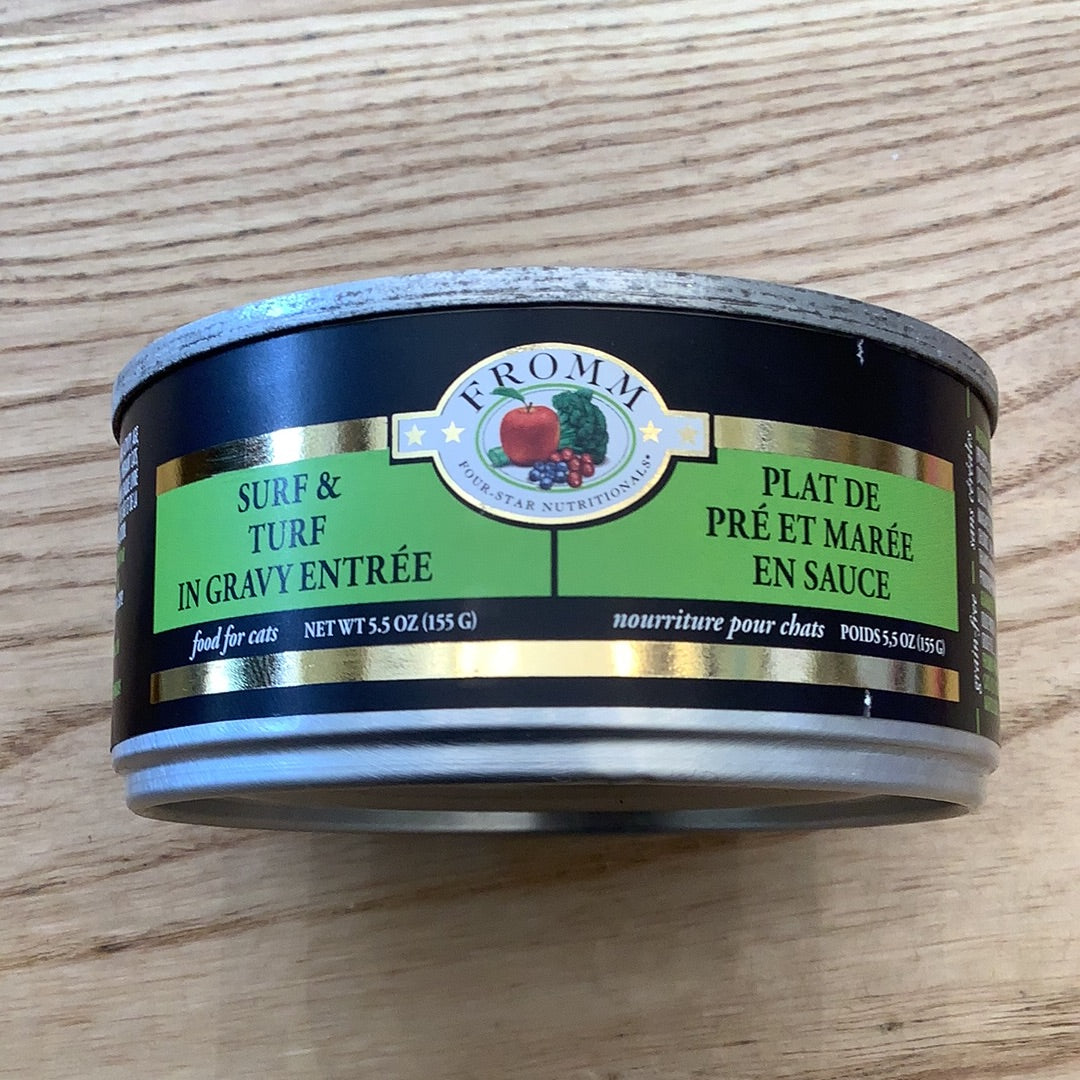 FROMM
FOUR-STAR NUTRITIONALS
SURF &
TURF
IN GRAVY ENTRÉE
food for cats NET WT 5.5 OZ (155 G)
PLAT DE
PRÉ ET MARÉE
EN SAUCE
nourriture pour chats POIDS 5,5 OZ (155 G)